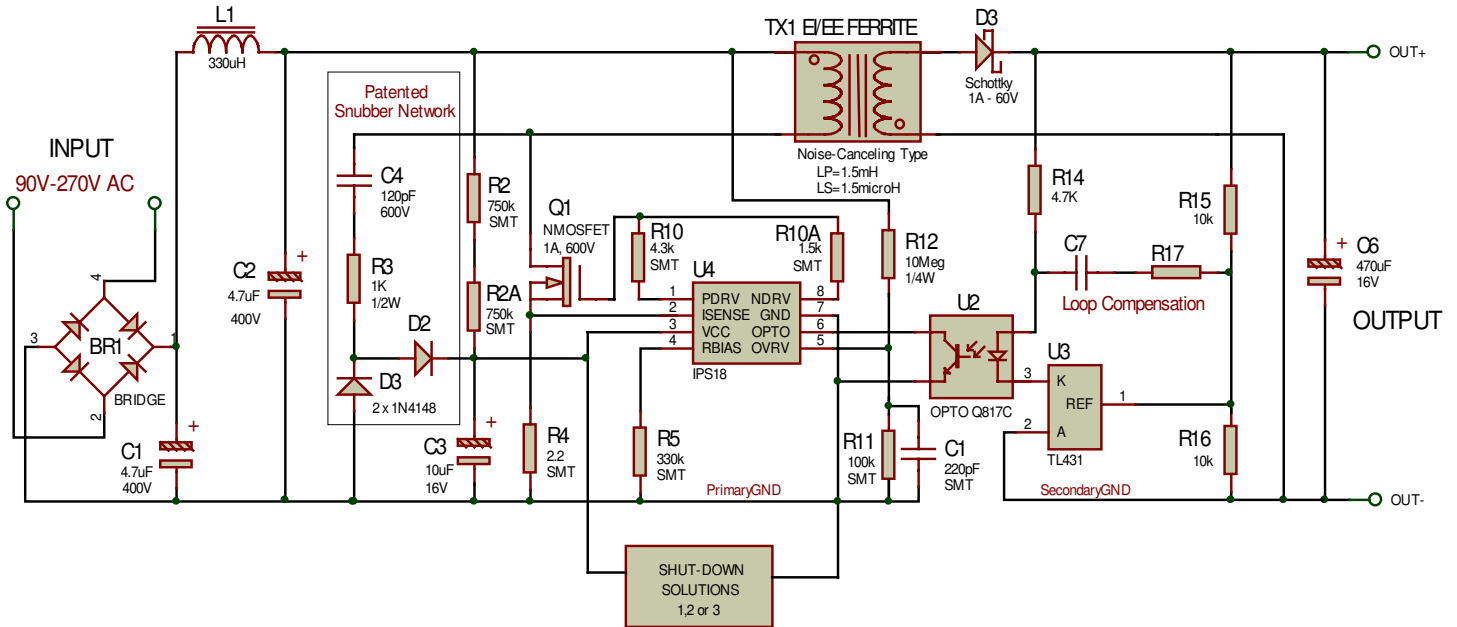 L1
330uH
TX1 EI/EE FERRITE
D3
Schottky
1A - 60V
OUT+
Patented
Snubber Network
INPUT
90V-270V AC
Noise-Canceling Type
LP=1.5mH
LS=1.5microH
C4
120pF
600V
R2
750k
SMT
Q1
NMOSFET
1A, 600V
R10
4.3k
SMT
R10A
1.5k
SMT
R12
10Meg
1/4W
R14
4.7K
R15
10k
C7
R17
Loop Compensation
C6
470uF
16V
OUTPUT
C2
4.7uF
400V
R3
1K
1/2W
R2A
750k
SMT
U4
1 PDRV NDRV 8
2 ISENSE GND 7
3 VCC OPTO 6
4 RBIAS OVRV 5
IPS18
U2
OPTO Q817C
U3
3 K
REF 1
2 A
TL431
4
3
1
2
BR1
BRIDGE
D2
D3
2 x 1N4148
C1
4.7uF
400V
C3
10uF
16V
R4
2.2
SMT
R5
330k
SMT
R11
100k
SMT
C1
220pF
SMT
R16
10k
PrimaryGND
SecondaryGND
OUT-
SHUT-DOWN
SOLUTIONS
1,2 or 3
+
+
+
+